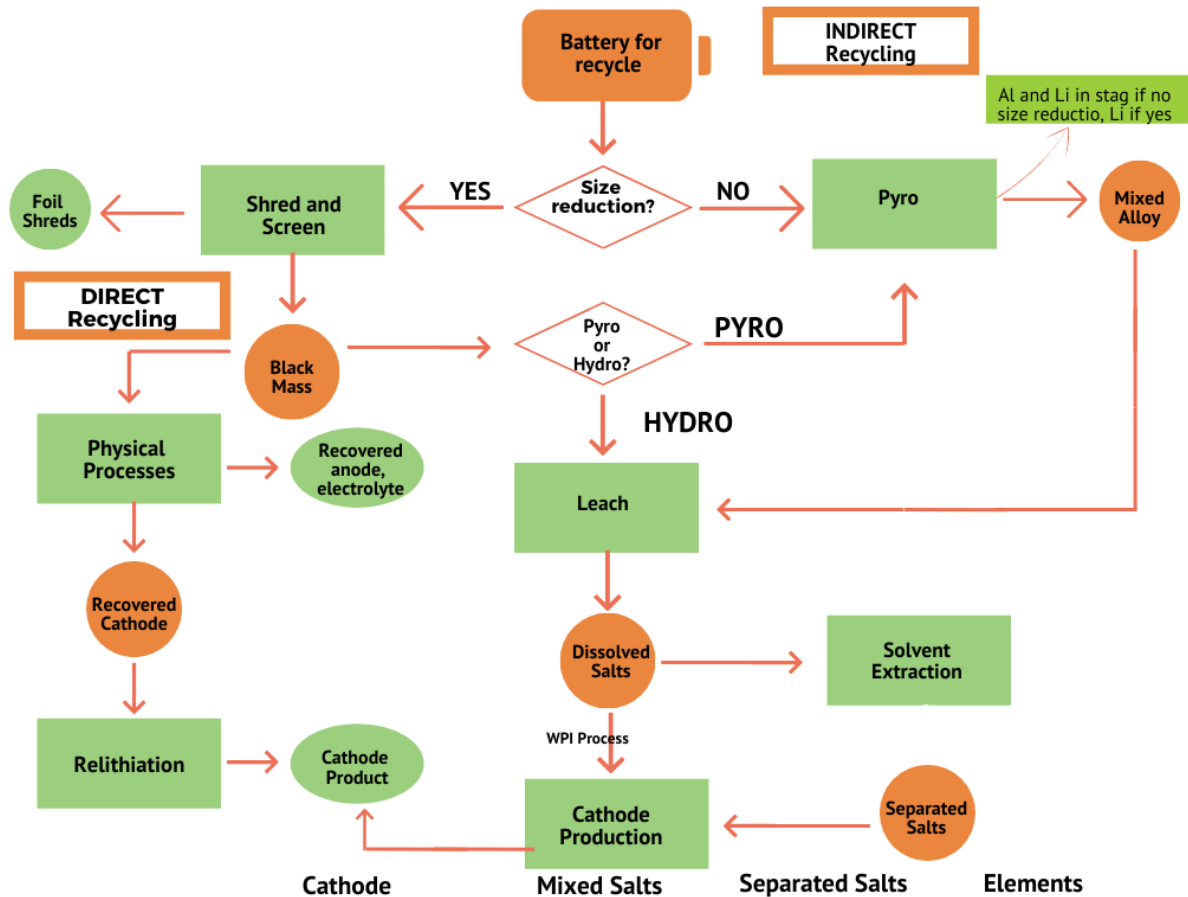 Battery for
recycle
INDIRECT
Recycling
Al and Li in stag if no
size reductio, Li if yes
Foil
Shreds
Shred and
Screen
YES
Size
reduction?
NO
Pyro
Mixed
Alloy
DIRECT
Recycling
Black
Mass
Pyro
or
Hydro?
PYRO
HYDRO
Physical
Processes
Recovered
anode,
electrolyte
Leach
Recovered
Cathode
Dissolved
Salts
Solvent
Extraction
WPI Process
Relithiation
Cathode
Product
Cathode
Production
Separated
Salts
Cathode
Mixed Salts
Separated Salts
Elements